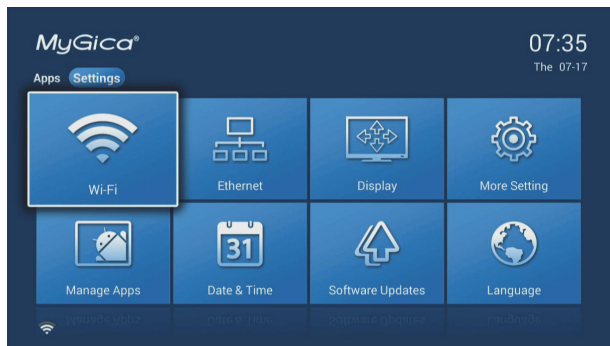 MyGica®
07:35
The 07-17
Apps Settings
Wi-Fi
Ethernet
Display
More Setting
31
Manage Apps
Date & Time
Software Updates
Language